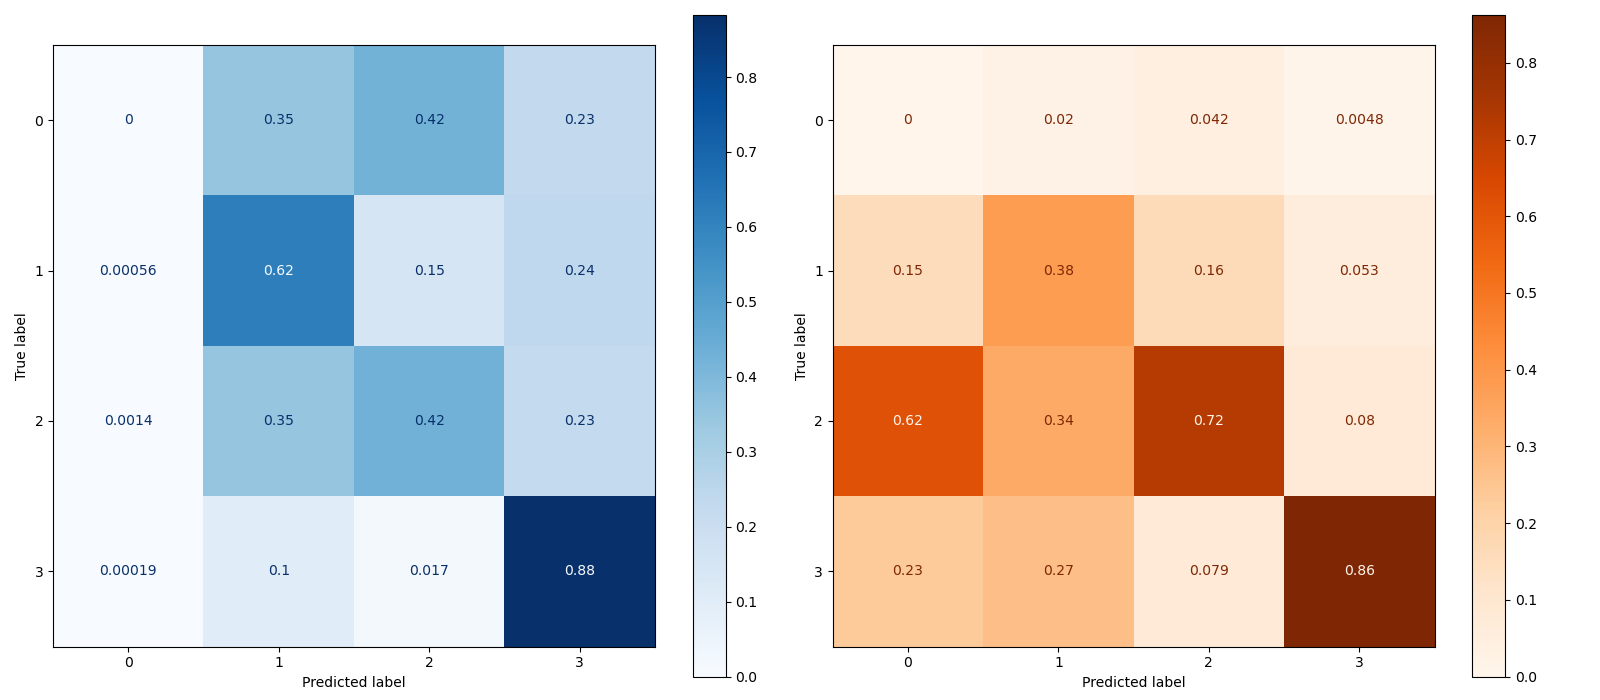 0 0 0.35 0.42 0.23
1 0.00056 0.62 0.15 0.24
2 0.0014 0.35 0.42 0.23
3 0.00019 0.1 0.017 0.88
0 1 2 3
Predicted label
True label
0.8
0.7
0.6
0.5
0.4
0.3
0.2
0.1
0.0
0 0 0.02 0.042 0.0048
1 0.15 0.38 0.16 0.053
2 0.62 0.34 0.72 0.08
3 0.23 0.27 0.079 0.86
0 1 2 3
Predicted label
True label
0.8
0.7
0.6
0.5
0.4
0.3
0.2
0.1
0.0